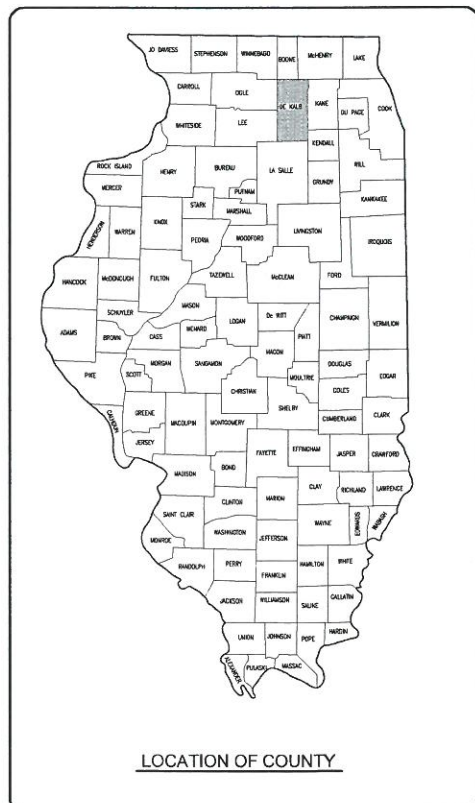 JO DAVIESS STEPHENSON WINNEBAGO BOONE McHENRY LAKE
CARROLL OGLE DE KALB KANE COOK
DU PAGE
WHITESIDE LEE
KENDALL
ROCK ISLAND HENRY BUREAU LA SALLE GRUNDY WILL
MERCER PUTNAM KANKAKEE
STARK MARSHALL
HENDERSON WARREN KNOX PEORIA WOODFORD LIVINGSTON IROQUOIS
HANCOCK McDONOUGH FULTON TAZEWELL McCLEAN FORD
SCHUYLER MASON LOGAN De WITT CHAMPINGN VERMILION
ADAMS BROWN CASS MENARD PIATT
MACON
PIKE SCOTT MORGAN SANGAMON MOULTRIE DOUGLAS EDGAR
CHRISTIAN COLES
GREENE MACOUPIN MONTGOMERY SHELBY CUMBERLAND CLARK
CALHOUN JERSEY
FAYETTE EFFINGHAM JASPER CRAWFORD
MADISON BOND CLAY RICHLAND LAWRENCE
CLINTON MARION
SAINT CLAIR WAYNE EDWARDS WABASH
MONROE WASHINGTON JEFFERSON
RANDOLPH PERRY HAMILTON WHITE
FRANKLIN
JACKSON WILLIAMSON SALINE GALLATIN
UNION JOHNSON POPE HARDIN
ALEXANDER PULASKI MASSAC
LOCATION OF COUNTY